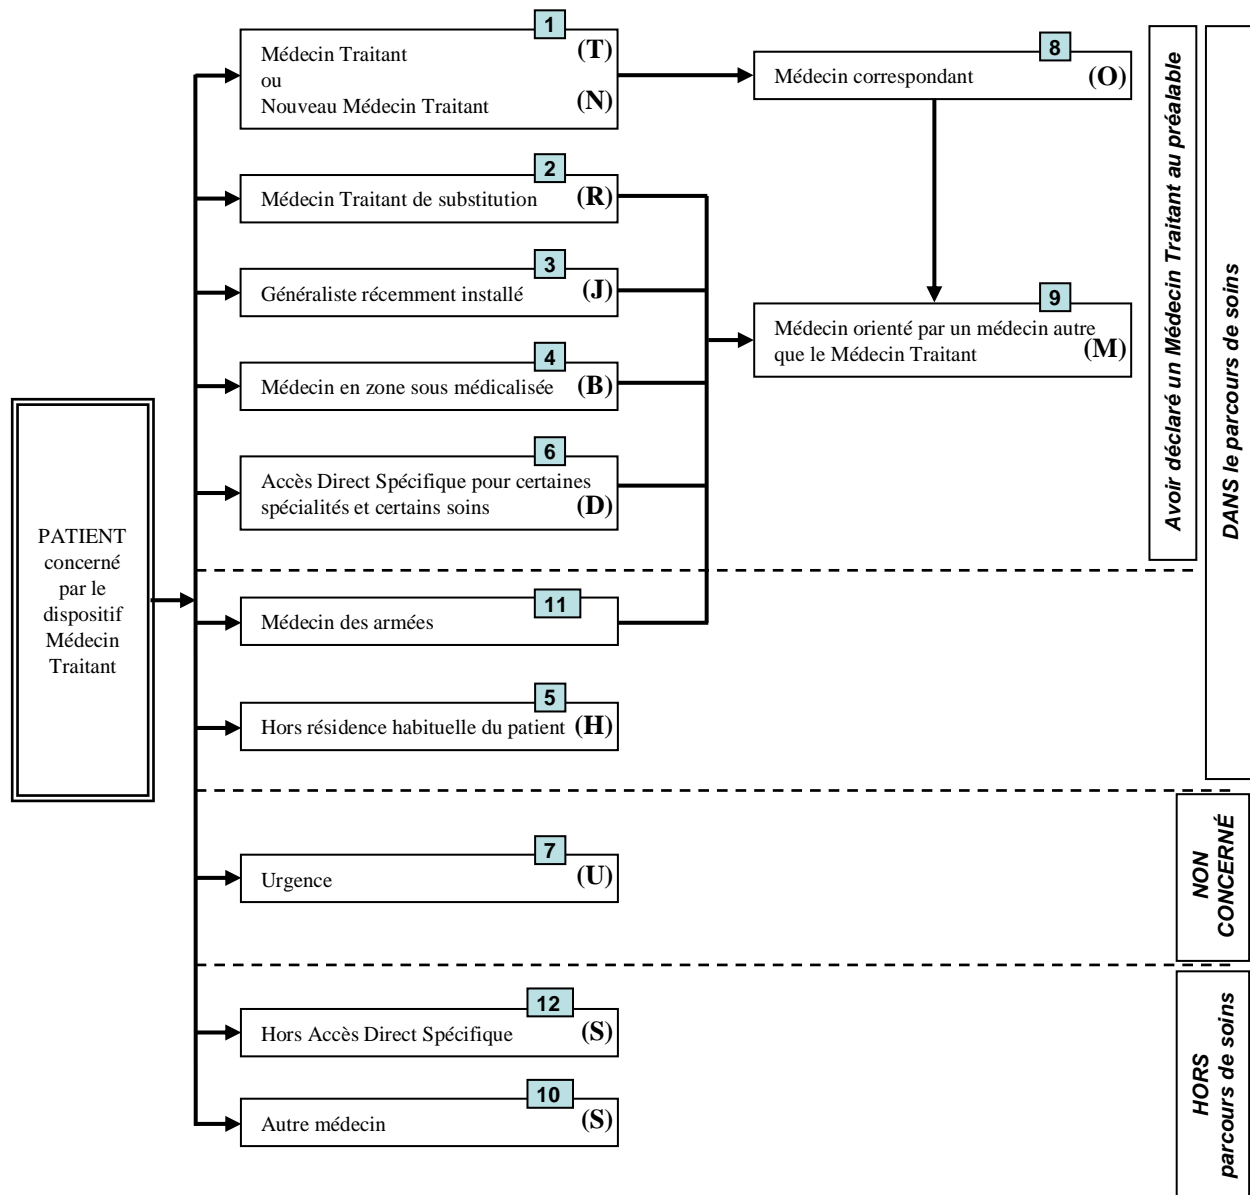 1
Médecin Traitant (T)
ou
Nouveau Médecin Traitant (N)
8
Médecin correspondant (O)
2
Médecin Traitant de substitution (R)
3
Généraliste récemment installé (J)
9
Médecin orienté par un médecin autre
que le Médecin Traitant (M)
4
Médecin en zone sous médicalisée (B)
6
Accès Direct Spécifique pour certaines
spécialités et certains soins (D)
PATIENT
concerné
par le
dispositif
Médecin
Traitant
11
Médecin des armées
5
Hors résidence habituelle du patient (H)
7
Urgence (U)
12
Hors Accès Direct Spécifique (S)
10
Autre médecin (S)
Avoir déclaré un Médecin Traitant au préalable
DANS le parcours de soins
NON
CONCERNÉ
HORS
parcours de soins